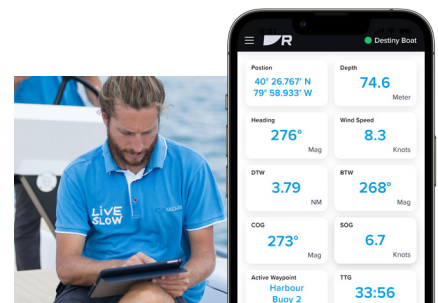 R
Destiny Boat
Postion
40° 26.767' N
79° 58.933' W
Depth
74.6
Meter
Heading
276°
Mag
Wind Speed
8.3
Knots
DTW
3.79
NM
BTW
268°
Mag
COG
273°
Mag
SOG
6.7
Knots
Active Waypoint
Harbour
Buoy 2
TTG
33:56
LiVE
SLOW